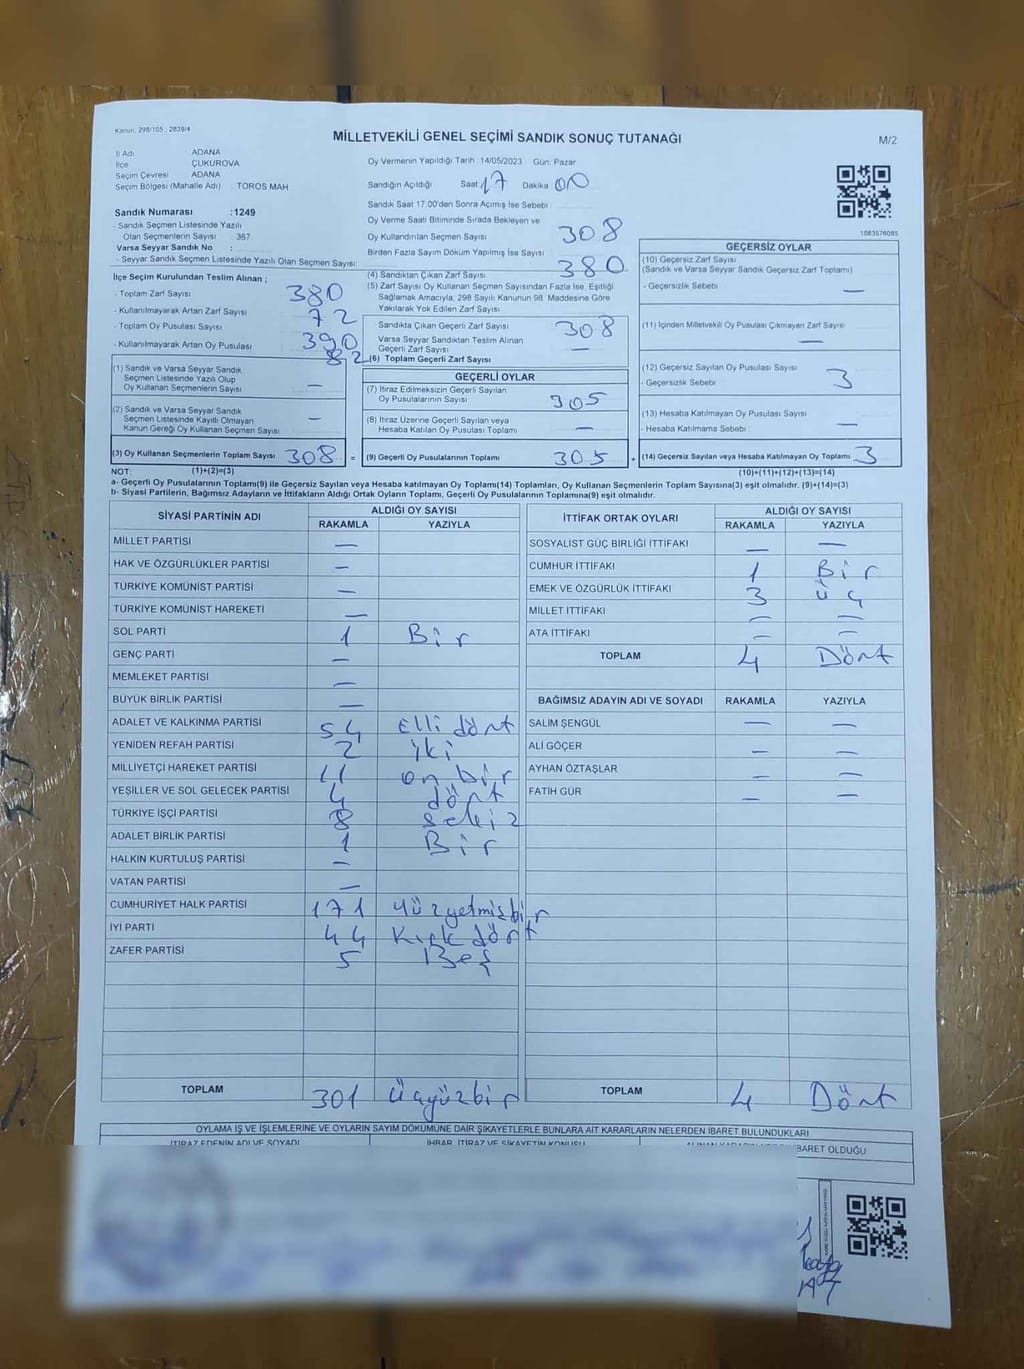 Kanun: 298/105, 2839/4
MİLLETVEKİLİ GENEL SEÇİMİ SANDIK SONUÇ TUTANAĞI
M/2
İl Adı ADANA
İlçe ÇUKUROVA
Seçim Çevresi ADANA
Seçim Bölgesi (Mahalle Adı) TOROS MAH
Sandık Numarası :1249
- Sandık Seçmen Listesinde Yazılı
Olan Seçmenlerin Sayısı : 367
Varsa Seyyar Sandık No :
- Seyyar Sandık Seçmen Listesinde Yazılı Olan Seçmen Sayısı:
Oy Vermenin Yapıldığı Tarih 14/05/2023 Gün: Pazar
Sandığın Açıldığı Saat 17 Dakika 00
Sandık Saat 17:00'den Sonra Açımış İse Sebebi
Oy Verme Saati Bitiminde Sırada Bekleyen ve
Oy Kullandırılan Seçmen Sayısı 308
Birden Fazla Sayım Döküm Yapılmış İse Sayısı
1083576085
İlçe Seçim Kurulundan Teslim Alınan ;
- Toplam Zarf Sayısı 380
- Kullanılmayarak Artan Zarf Sayısı 72
- Toplam Oy Pusulası Sayısı 390
- Kullanılmayarak Artan Oy Pusulası 82
(4) Sandıktan Çıkan Zarf Sayısı 380
(5) Zarf Sayısı Oy Kullanan Seçmen Sayısından Fazla İse, Eşitliği
Sağlamak Amacıyla; 298 Sayılı Kanunun 98. Maddesine Göre
Yakılarak Yok Edilen Zarf Sayısı
Sandıkta Çıkan Geçerli Zarf Sayısı 308
Varsa Seyyar Sandıktan Teslim Alınan
Geçerli Zarf Sayısı —
(6) Toplam Geçerli Zarf Sayısı
(1) Sandık ve Varsa Seyyar Sandık
Seçmen Listesinde Yazılı Olup
Oy Kullanan Seçmenlerin Sayısı —
(2) Sandık ve Varsa Seyyar Sandık
Seçmen Listesinde Kayıtlı Olmayan
Kanun Gereği Oy Kullanan Seçmen Sayısı —
(3) Oy Kullanan Seçmenlerin Toplam Sayısı 308 =
GEÇERLİ OYLAR
(7) İtiraz Edilmeksizin Geçerli Sayılan
Oy Pusulalarının Sayısı 305
(8) İtiraz Üzerine Geçerli Sayılan veya
Hesaba Katılan Oy Pusulası Toplamı —
(9) Geçerli Oy Pusulalarının Toplamı 305 +
GEÇERSİZ OYLAR
(10) Geçersiz Zarf Sayısı
(Sandık ve Varsa Seyyar Sandık Geçersiz Zarf Toplamı)
- Geçersizlik Sebebi —
(11) İçinden Milletvekili Oy Pusulası Çıkmayan Zarf Sayısı
—
(12) Geçersiz Sayılan Oy Pusulası Sayısı
- Geçersizlik Sebebi 3
(13) Hesaba Katılmayan Oy Pusulası Sayısı
- Hesaba Katılmama Sebebi —
(14) Geçersiz Sayılan veya Hesaba Katılmayan Oy Toplamı 3
NOT: (1)+(2)=(3) (10)+(11)+(12)+(13)=(14)
a- Geçerli Oy Pusulalarının Toplamı(9) ile Geçersiz Sayılan veya Hesaba katılmayan Oy Toplamı(14) Toplamları, Oy Kullanan Seçmenlerin Toplam Sayısına(3) eşit olmalıdır. (9)+(14)=(3)
b- Siyasi Partilerin, Bağımsız Adayların ve İttifakların Aldığı Ortak Oyların Toplamı, Geçerli Oy Pusulalarının Toplamına(9) eşit olmalıdır.
SİYASİ PARTİNİN ADI ALDIĞI OY SAYISI
RAKAMLA YAZIYLA
MİLLET PARTİSİ —
HAK VE ÖZGÜRLÜKLER PARTİSİ —
TÜRKİYE KOMÜNİST PARTİSİ —
TÜRKİYE KOMÜNİST HAREKETİ —
SOL PARTİ 1 Bir
GENÇ PARTİ —
MEMLEKET PARTİSİ —
BÜYÜK BİRLİK PARTİSİ —
ADALET VE KALKINMA PARTİSİ 54 Elli dört
YENİDEN REFAH PARTİSİ 2 iki
MİLLİYETÇİ HAREKET PARTİSİ 11 on bir
YEŞİLLER VE SOL GELECEK PARTİSİ 4 dört
TÜRKİYE İŞÇİ PARTİSİ 8 sekiz
ADALET BİRLİK PARTİSİ 1 Bir
HALKIN KURTULUŞ PARTİSİ —
VATAN PARTİSİ —
CUMHURİYET HALK PARTİSİ 171 Yüzyetmişbir
İYİ PARTİ 44 Kırk dört
ZAFER PARTİSİ 5 Beş
TOPLAM 301 Üçyüzbir
İTTİFAK ORTAK OYLARI ALDIĞI OY SAYISI
RAKAMLA YAZIYLA
SOSYALİST GÜÇ BİRLİĞİ İTTİFAKI — —
CUMHUR İTTİFAKI 1 Bir
EMEK VE ÖZGÜRLÜK İTTİFAKI 3 üç
MİLLET İTTİFAKI — —
ATA İTTİFAKI — —
TOPLAM 4 Dört
BAĞIMSIZ ADAYIN ADI VE SOYADI RAKAMLA YAZIYLA
SALİM ŞENGÜL — —
ALİ GÖÇER — —
AYHAN ÖZTAŞLAR — —
FATİH GÜR — —
TOPLAM 4 Dört
OYLAMA İŞ VE İŞLEMLERİNE VE OYLARIN SAYIM DÖKÜMÜNE DAİR ŞİKAYETLERLE BUNLARA AİT KARARLARIN NELERDEN İBARET BULUNDUKLARI
İTİRAZ EDENİN ADI VE SOYADI İHBAR, İTİRAZ VE ŞİKAYETİN KONUSU İBARET OLDUĞU